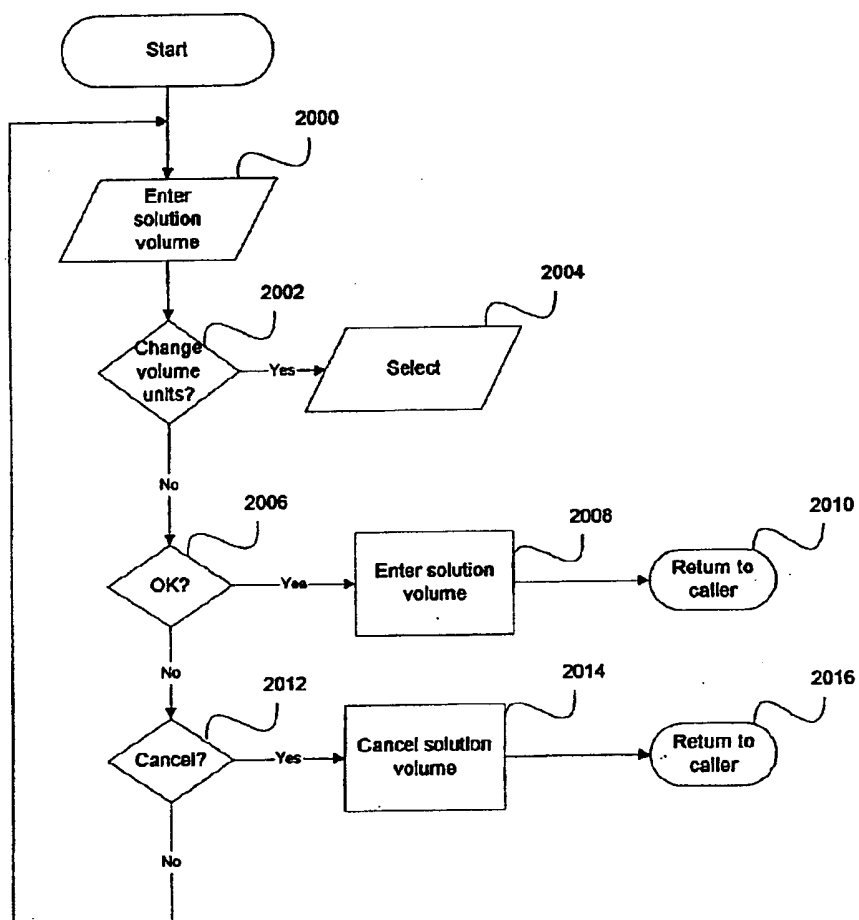 Start
2000
Enter
solution
volume
2002
Change
volume
units?
Yes
2004
Select
No
2006
OK?
Yes
2008
Enter solution
volume
2010
Return to
caller
No
2012
Cancel?
Yes
2014
Cancel solution
volume
2016
Return to
caller
No